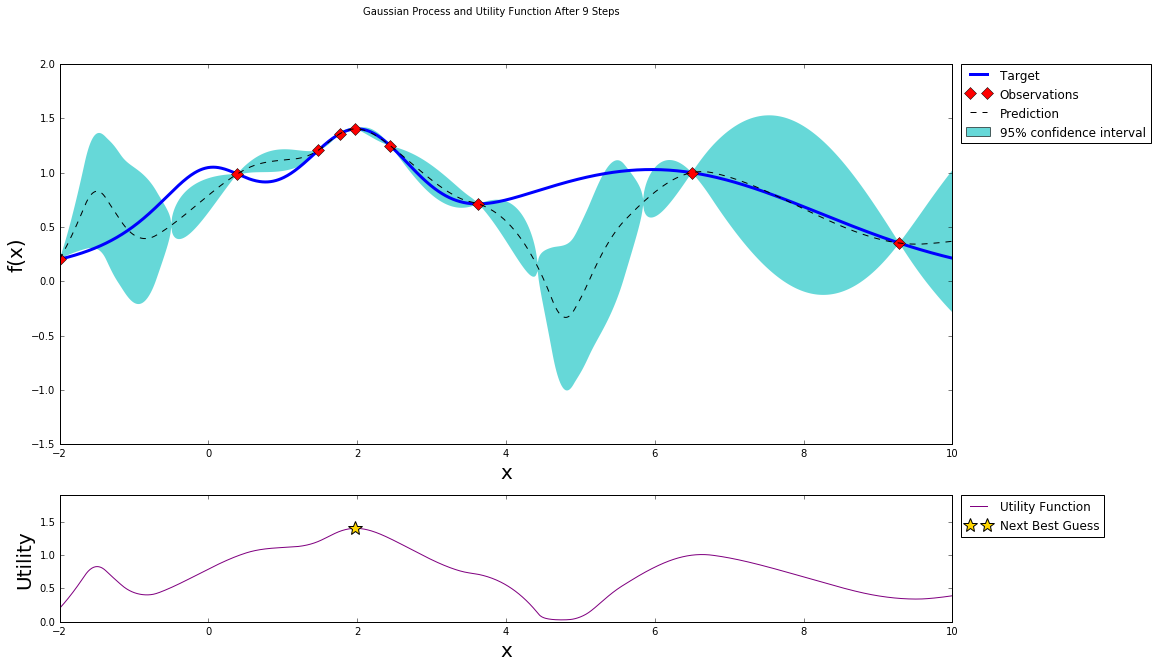 Gaussian Process and Utility Function After 9 Steps
2.0
1.5
1.0
0.5
0.0
−0.5
−1.0
−1.5
f(x)
−2 0 2 4 6 8 10
x
Target
Observations
Prediction
95% confidence interval
1.5
1.0
0.5
0.0
Utility
−2 0 2 4 6 8 10
x
Utility Function
Next Best Guess